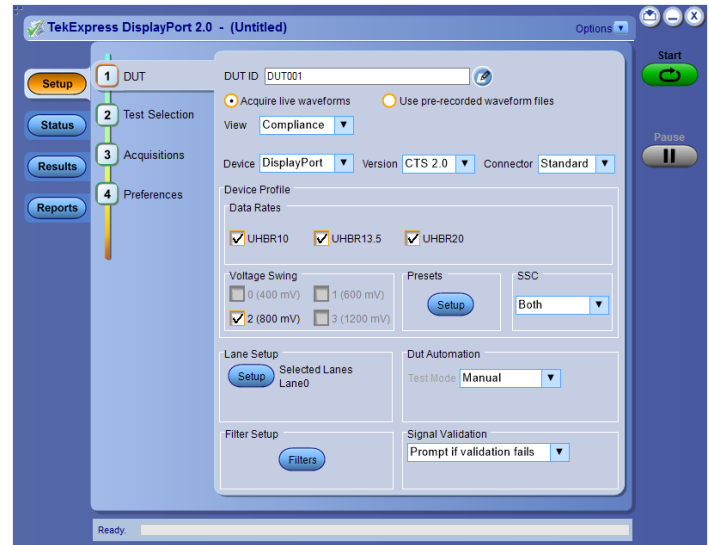 TekExpress DisplayPort 2.0 - (Untitled)
Options
Start
Setup
Status
Results
Reports
1 DUT
2 Test Selection
3 Acquisitions
4 Preferences
DUT ID DUT001
Acquire live waveforms Use pre-recorded waveform files
View Compliance
Pause
Device DisplayPort Version CTS 2.0 Connector Standard
Device Profile
Data Rates
UHBR10 UHBR13.5 UHBR20
Voltage Swing
0 (400 mV) 1 (600 mV)
2 (800 mV) 3 (1200 mV)
Presets
Setup
SSC
Both
Lane Setup
Setup Selected Lanes
Lane0
Dut Automation
Test Mode Manual
Filter Setup
Filters
Signal Validation
Prompt if validation fails
Ready.